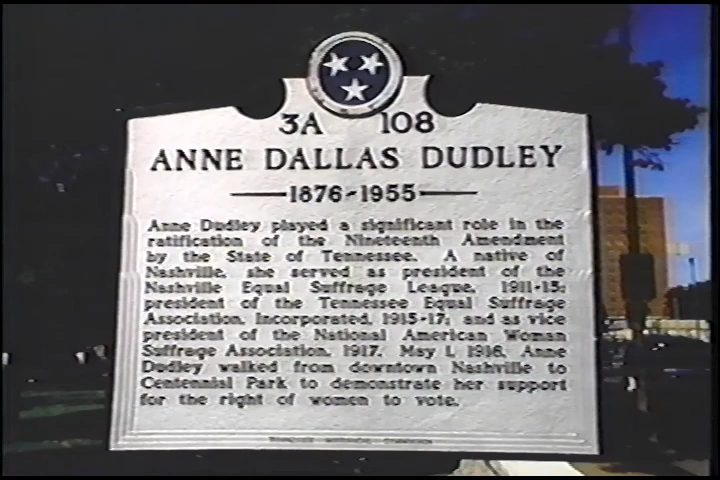 3A 108
ANNE DALLAS DUDLEY
1876-1955
Anne Dudley played a significant role in the
ratification of the Nineteenth Amendment
by the State of Tennessee. A native of
Nashville, she served as president of the
Nashville Equal Suffrage League, 1911-15;
president of the Tennessee Equal Suffrage
Association, Incorporated, 1915-17; and as vice
president of the National American Woman
Suffrage Association, 1917. May 1, 1916, Anne
Dudley walked from downtown Nashville to
Centennial Park to demonstrate her support
for the right of women to vote.
TENNESSEE HISTORICAL COMMISSION